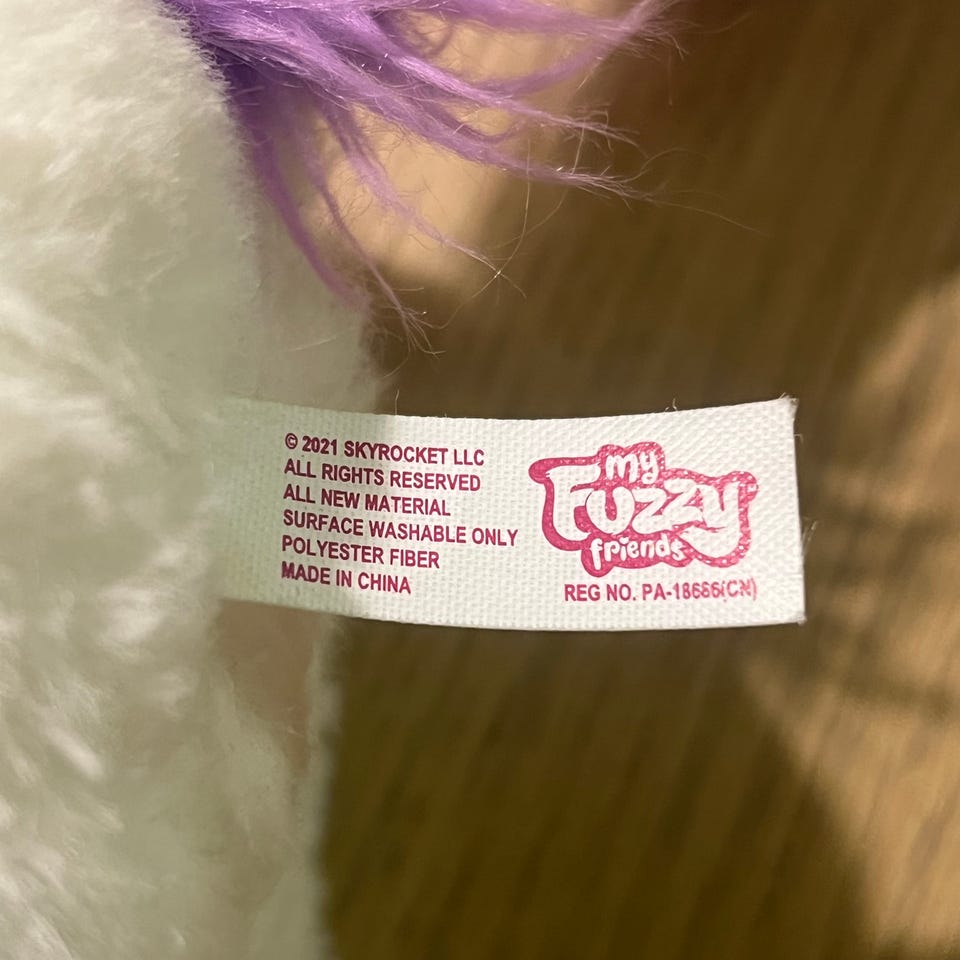 © 2021 SKYROCKET LLC
ALL RIGHTS RESERVED
ALL NEW MATERIAL
SURFACE WASHABLE ONLY
POLYESTER FIBER
MADE IN CHINA
my
Fuzzy
friends
REG NO. PA-18686(CN)